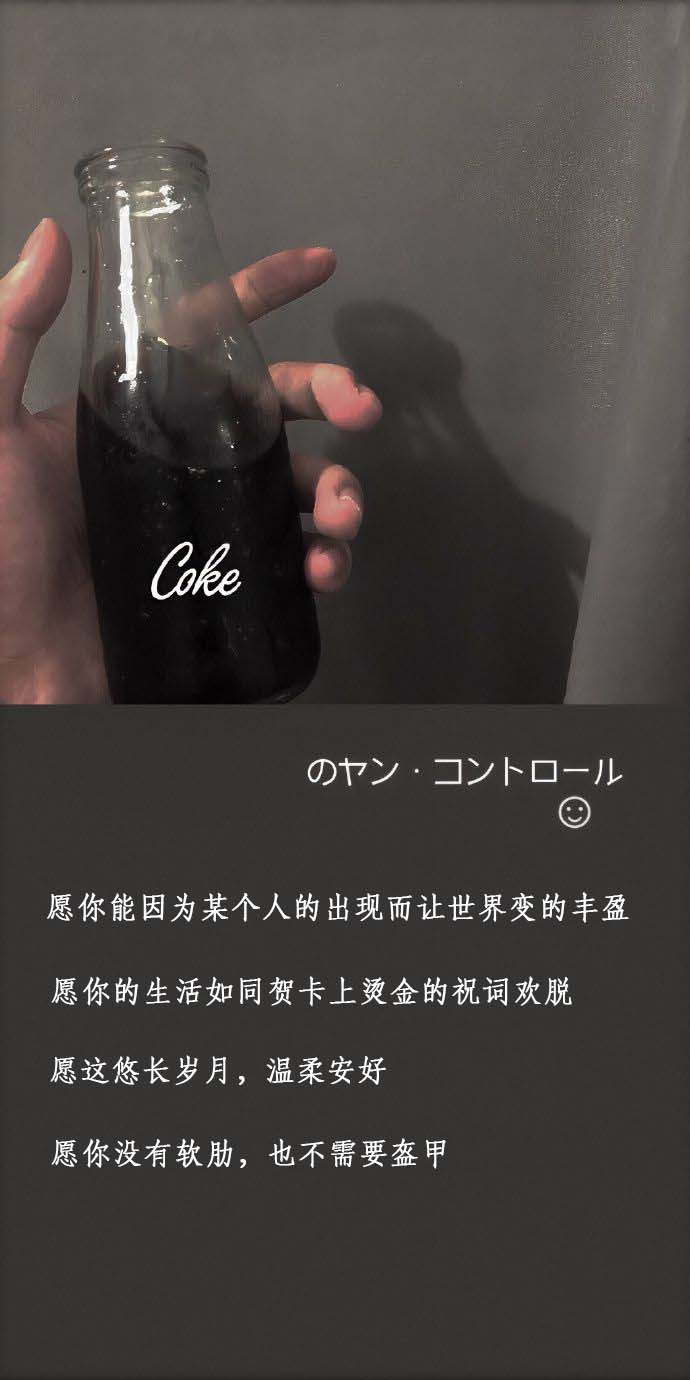 Coke
のヤン·コントロール
愿你能因为某个人的出现而让世界变的丰盈
愿你的生活如同贺卡上烫金的祝词欢脱
愿这悠长岁月，温柔安好
愿你没有软肋，也不需要盔甲